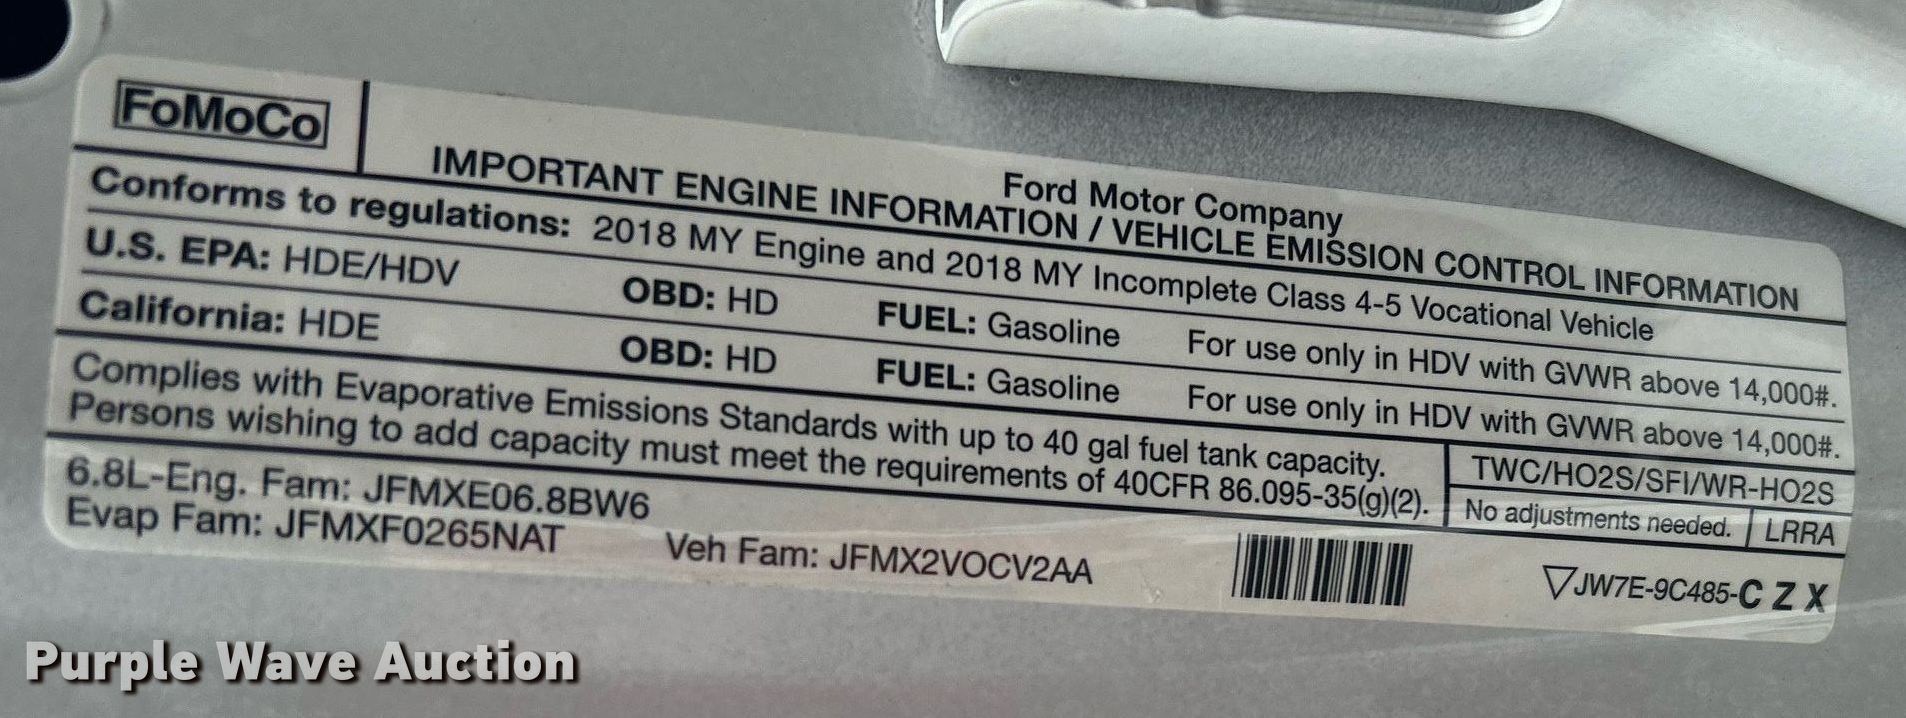 FoMoCo
Ford Motor Company
IMPORTANT ENGINE INFORMATION / VEHICLE EMISSION CONTROL INFORMATION
Conforms to regulations: 2018 MY Engine and 2018 MY Incomplete Class 4-5 Vocational Vehicle
U.S. EPA: HDE/HDV OBD: HD FUEL: Gasoline For use only in HDV with GVWR above 14,000#.
California: HDE OBD: HD FUEL: Gasoline For use only in HDV with GVWR above 14,000#.
Complies with Evaporative Emissions Standards with up to 40 gal fuel tank capacity.
Persons wishing to add capacity must meet the requirements of 40CFR 86.095-35(g)(2).
TWC/HO2S/SFI/WR-HO2S
No adjustments needed. LRRA
6.8L-Eng. Fam: JFMXE06.8BW6
Evap Fam: JFMXF0265NAT Veh Fam: JFMX2VOCV2AA
▽JW7E-9C485-C Z X
Purple Wave Auction